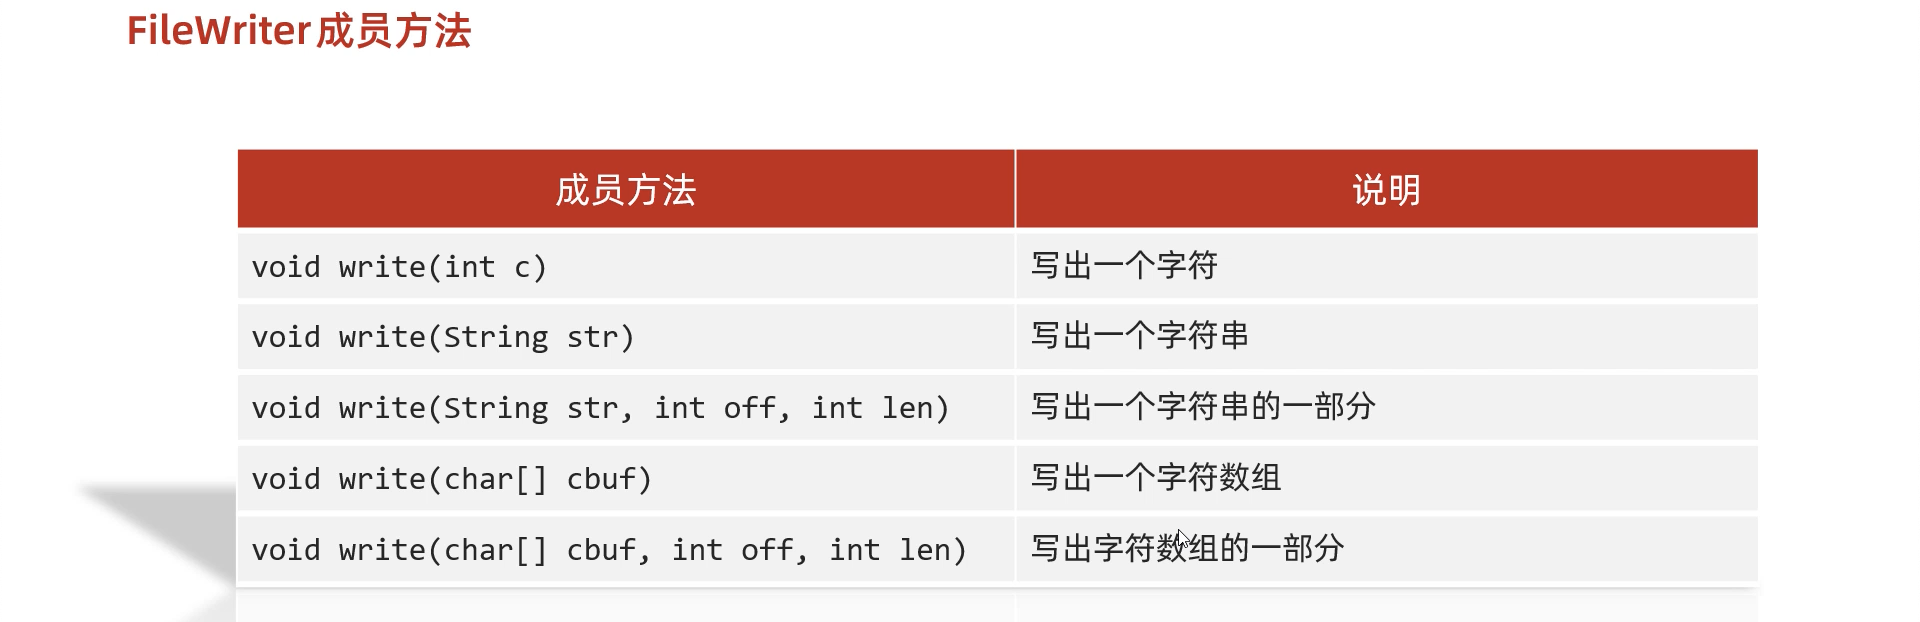 FileWriter成员方法
成员方法 说明
void write(int c) 写出一个字符
void write(String str) 写出一个字符串
void write(String str, int off, int len) 写出一个字符串的一部分
void write(char[] cbuf) 写出一个字符数组
void write(char[] cbuf, int off, int len) 写出字符数组的一部分